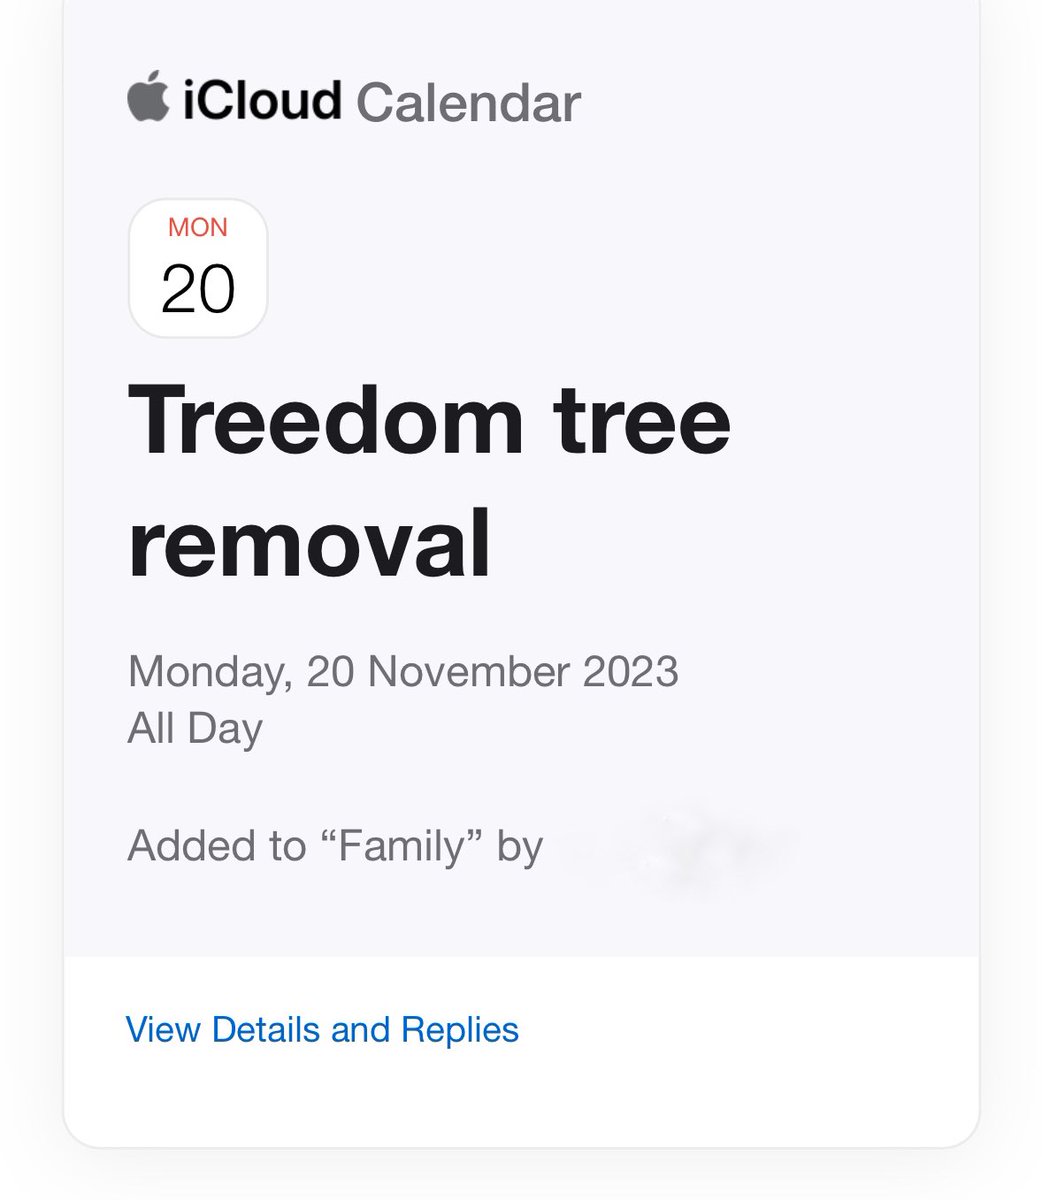 iCloud Calendar
MON
20
Treedom tree
removal
Monday, 20 November 2023
All Day
Added to “Family” by
View Details and Replies